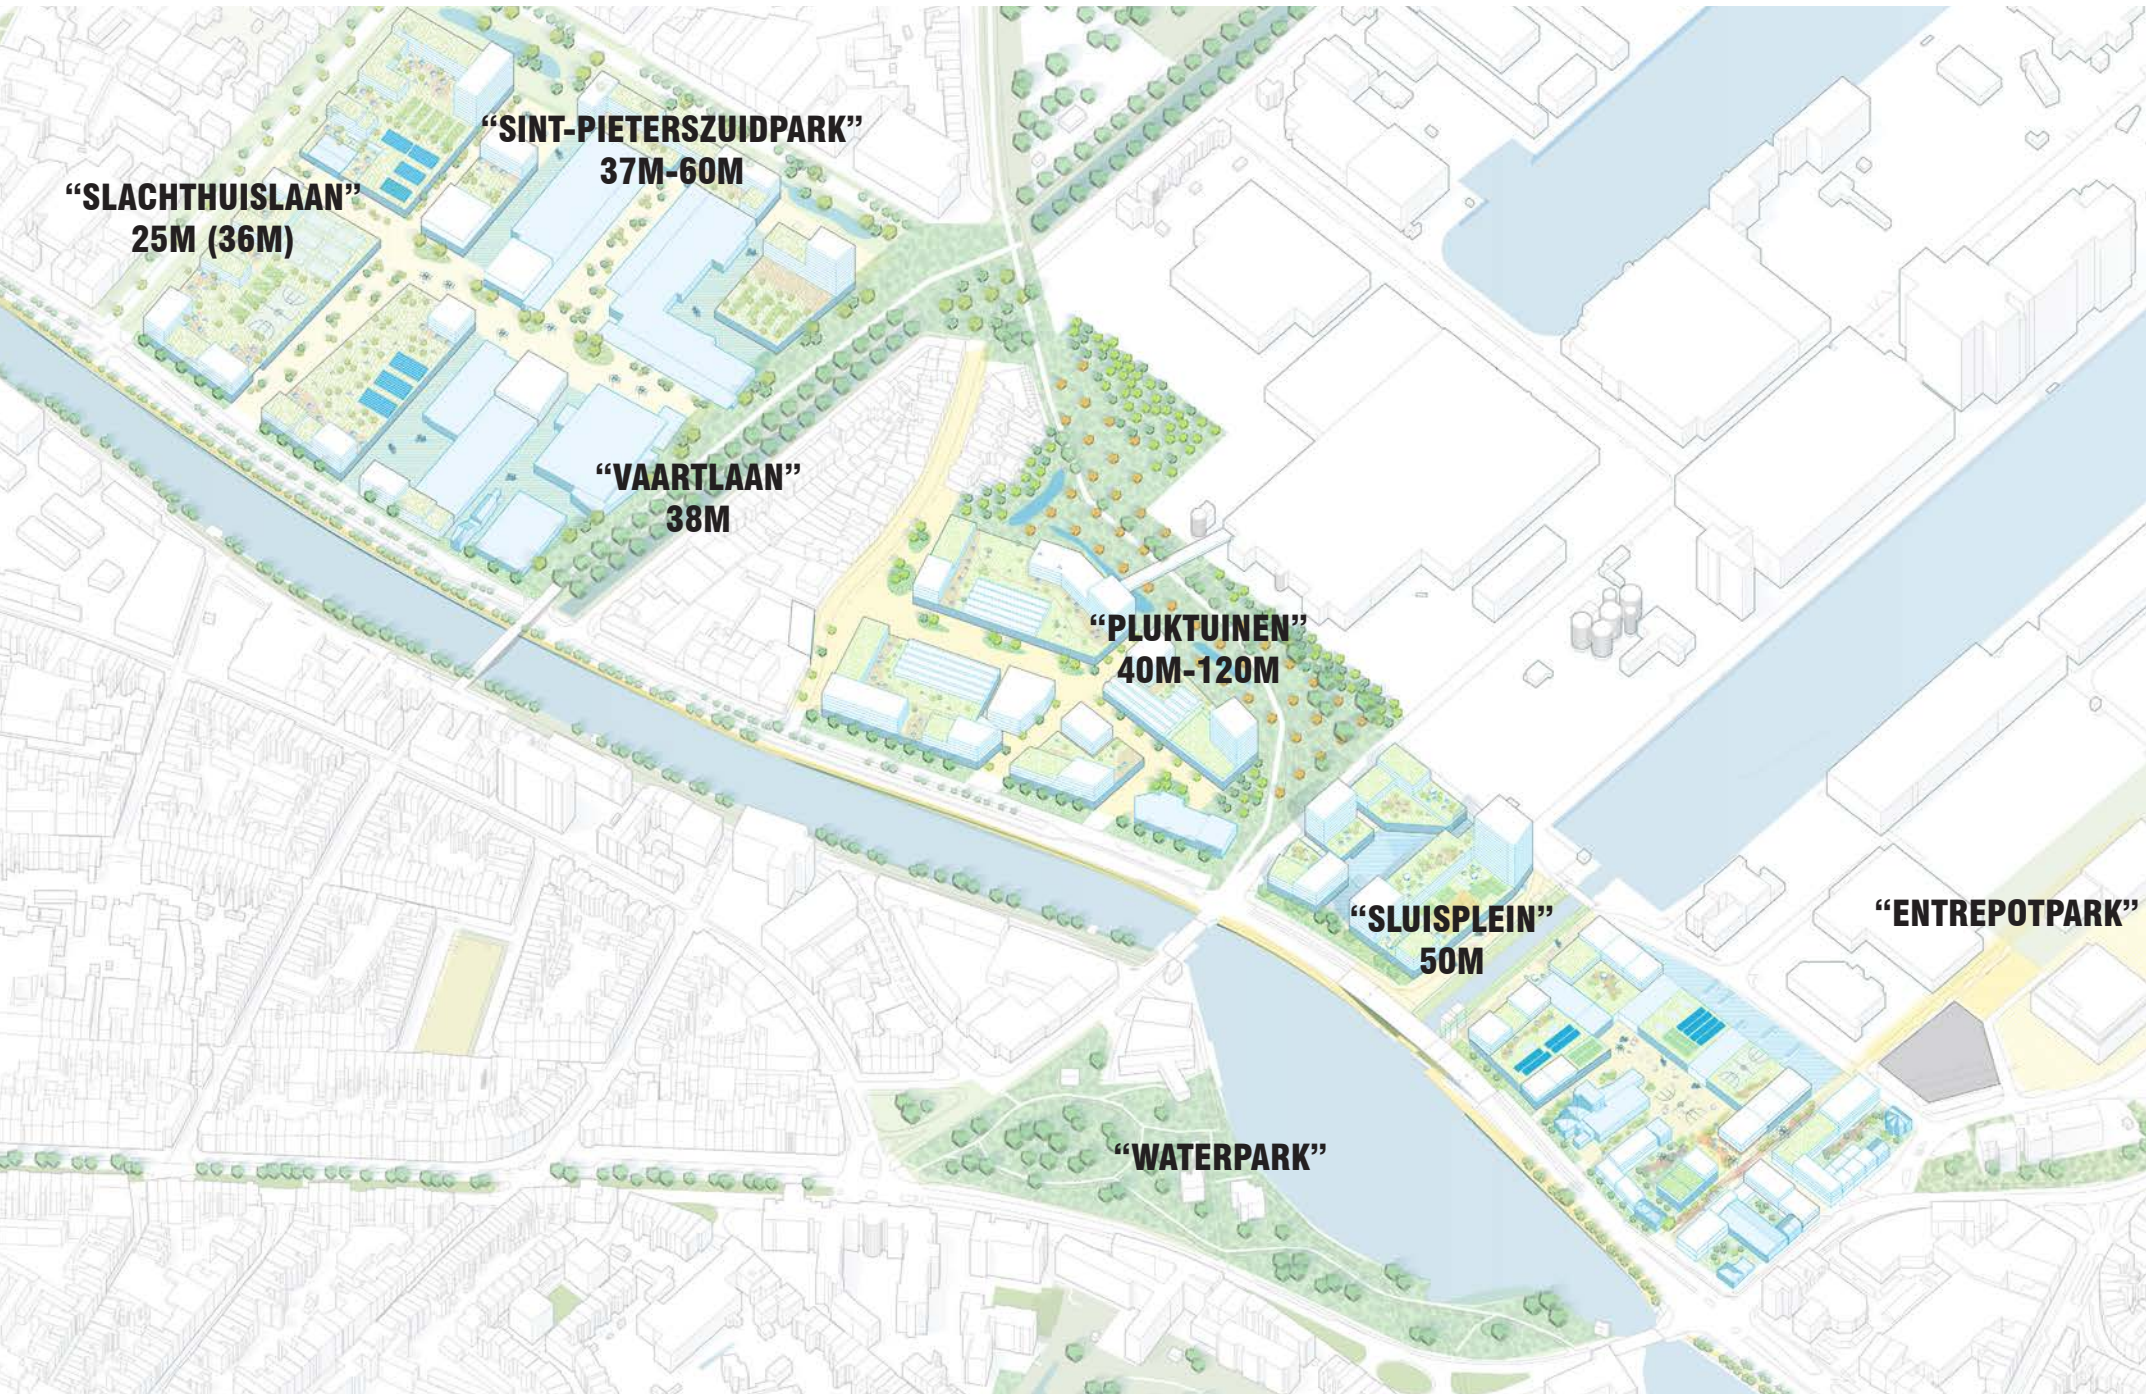 “SINT-PIETERSZUIDPARK”
37M-60M
“SLACHTHUISLAAN”
25M (36M)
“VAARTLAAN”
38M
“PLUKTUINEN”
40M-120M
“SLUISPLEIN”
50M
“ENTREPOTPARK”
“WATERPARK”